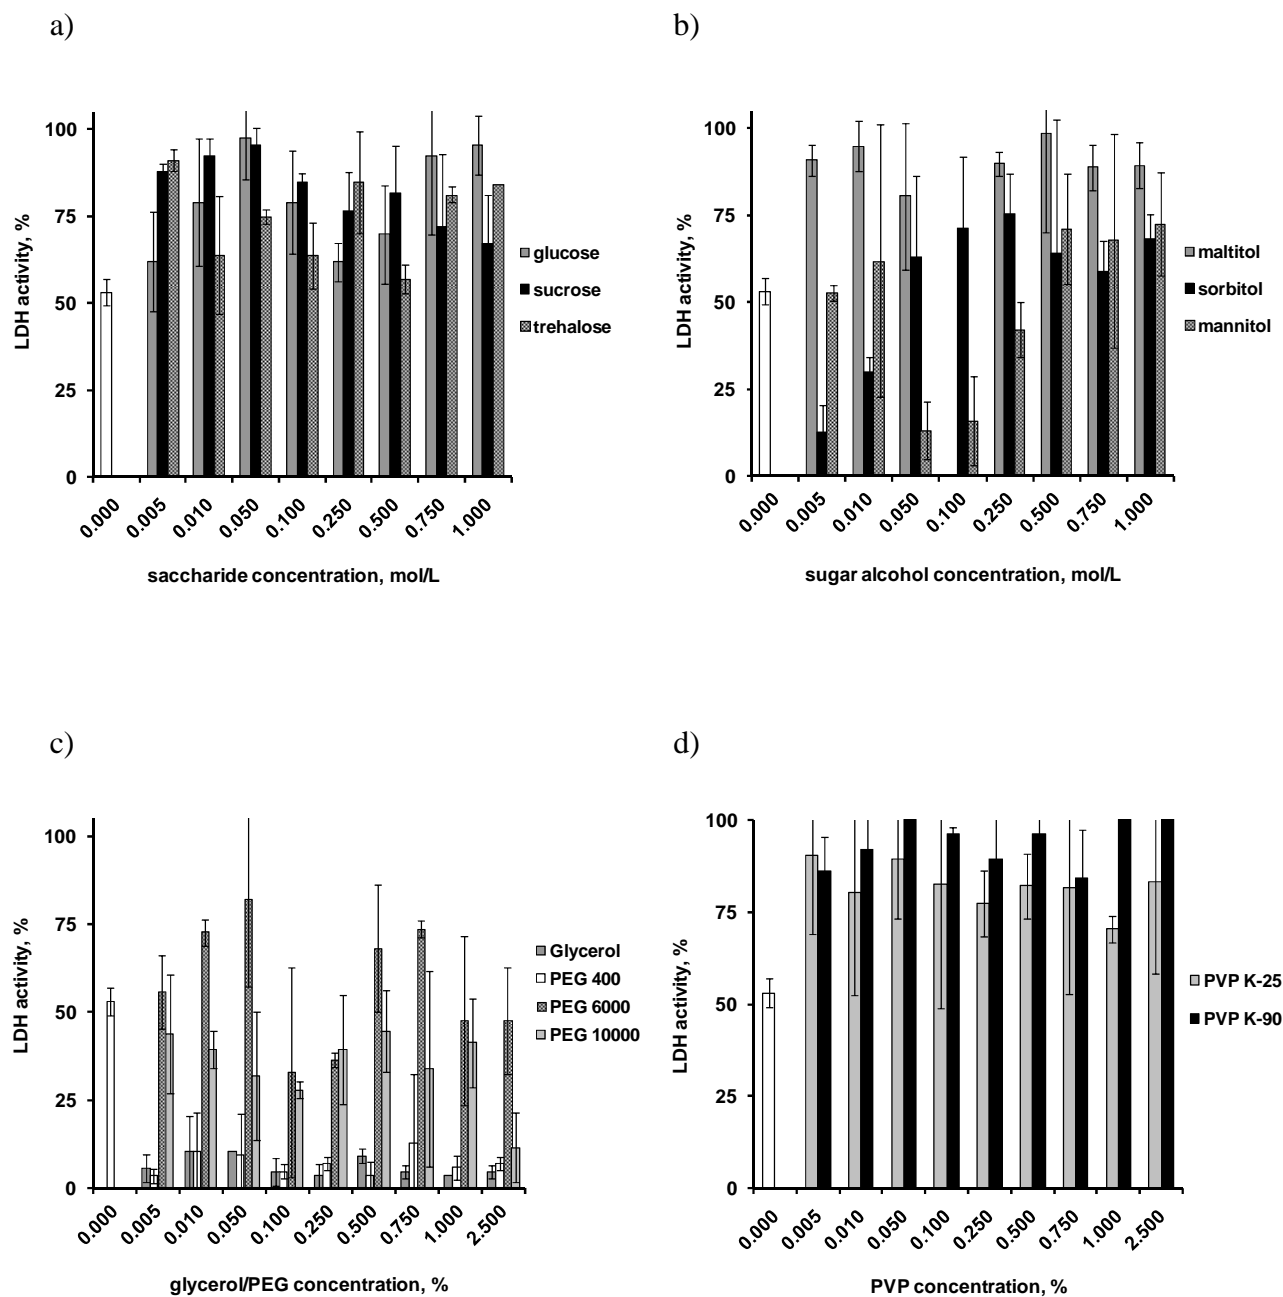 a)
LDH activity, %
100
75
50
25
0
0.000
0.005
0.010
0.050
0.100
0.250
0.500
0.750
1.000
saccharide concentration, mol/L
glucose
sucrose
trehalose
b)
LDH activity, %
100
75
50
25
0
0.000
0.005
0.010
0.050
0.100
0.250
0.500
0.750
1.000
sugar alcohol concentration, mol/L
maltitol
sorbitol
mannitol
c)
LDH activity, %
100
75
50
25
0
0.000
0.005
0.010
0.050
0.100
0.250
0.500
0.750
1.000
2.500
glycerol/PEG concentration, %
Glycerol
PEG 400
PEG 6000
PEG 10000
d)
LDH activity, %
100
75
50
25
0
0.000
0.005
0.010
0.050
0.100
0.250
0.500
0.750
1.000
2.500
PVP concentration, %
PVP K-25
PVP K-90